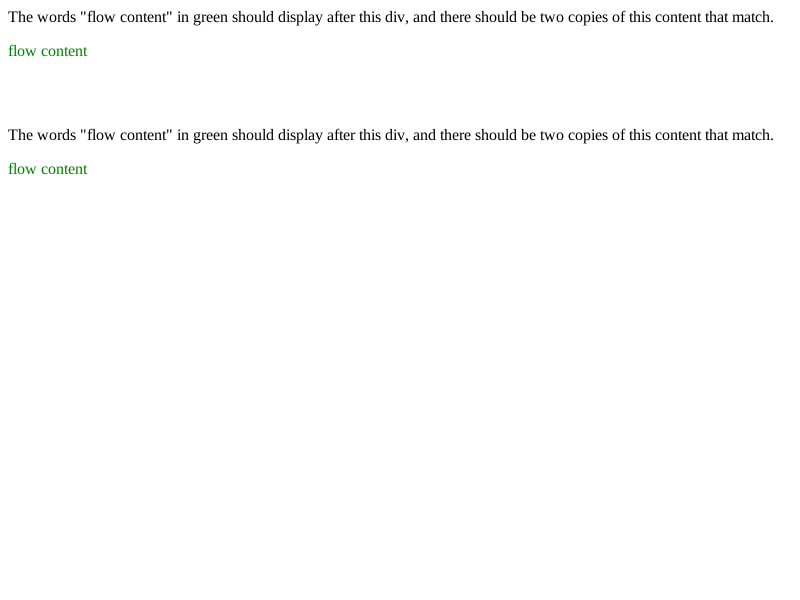 The words "flow content" in green should display after this div, and there should be two copies of this content that match.
flow content
The words "flow content" in green should display after this div, and there should be two copies of this content that match.
flow content